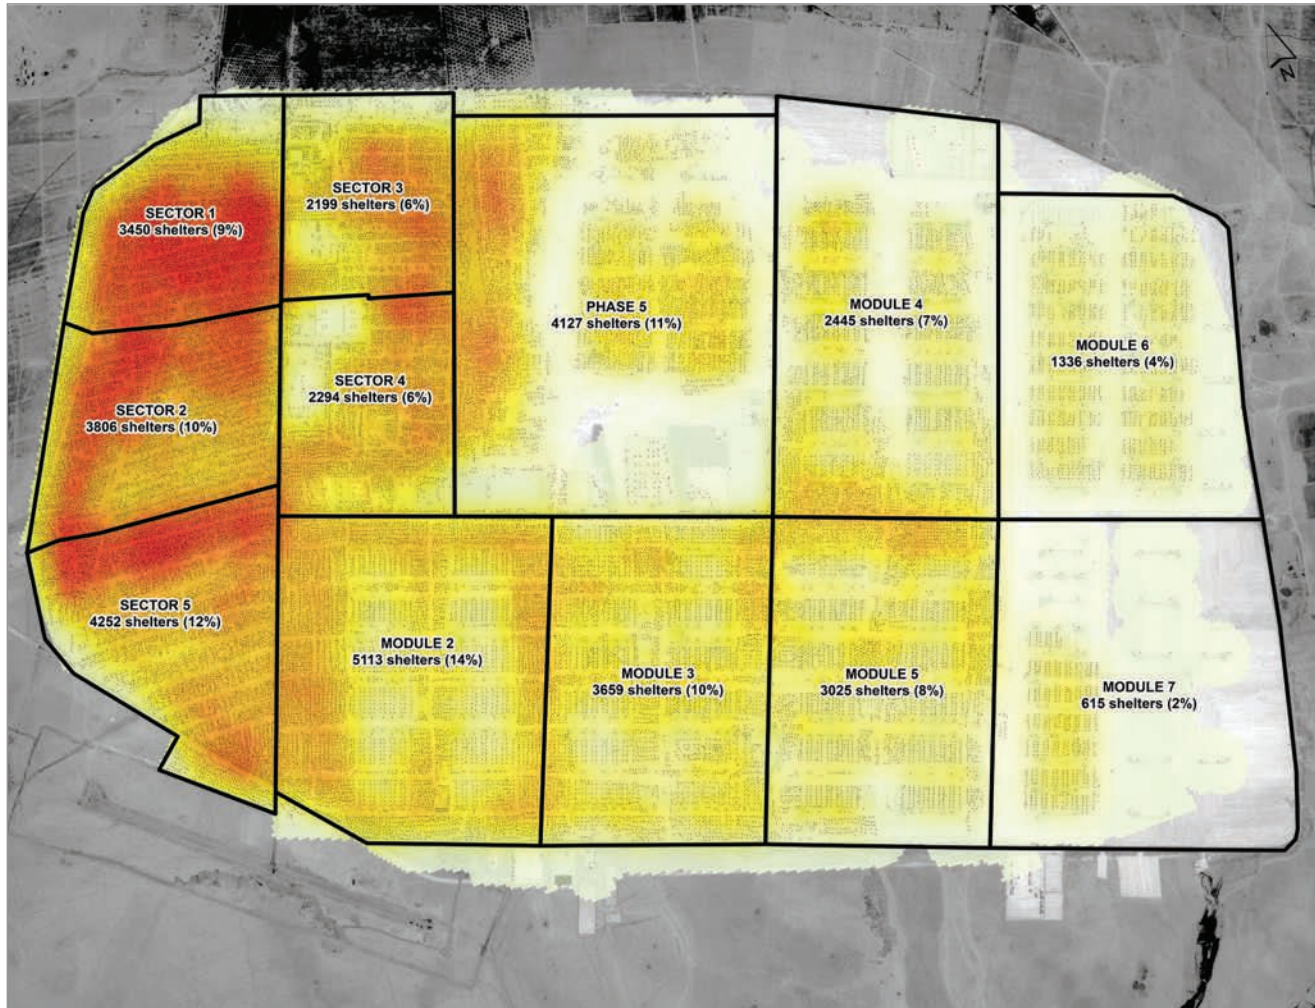 N
SECTOR 1
3450 shelters (9%)
SECTOR 3
2199 shelters (6%)
PHASE 5
4127 shelters (11%)
MODULE 4
2445 shelters (7%)
MODULE 6
1336 shelters (4%)
SECTOR 2
3806 shelters (10%)
SECTOR 4
2294 shelters (6%)
SECTOR 5
4252 shelters (12%)
MODULE 2
5113 shelters (14%)
MODULE 3
3659 shelters (10%)
MODULE 5
3025 shelters (8%)
MODULE 7
615 shelters (2%)